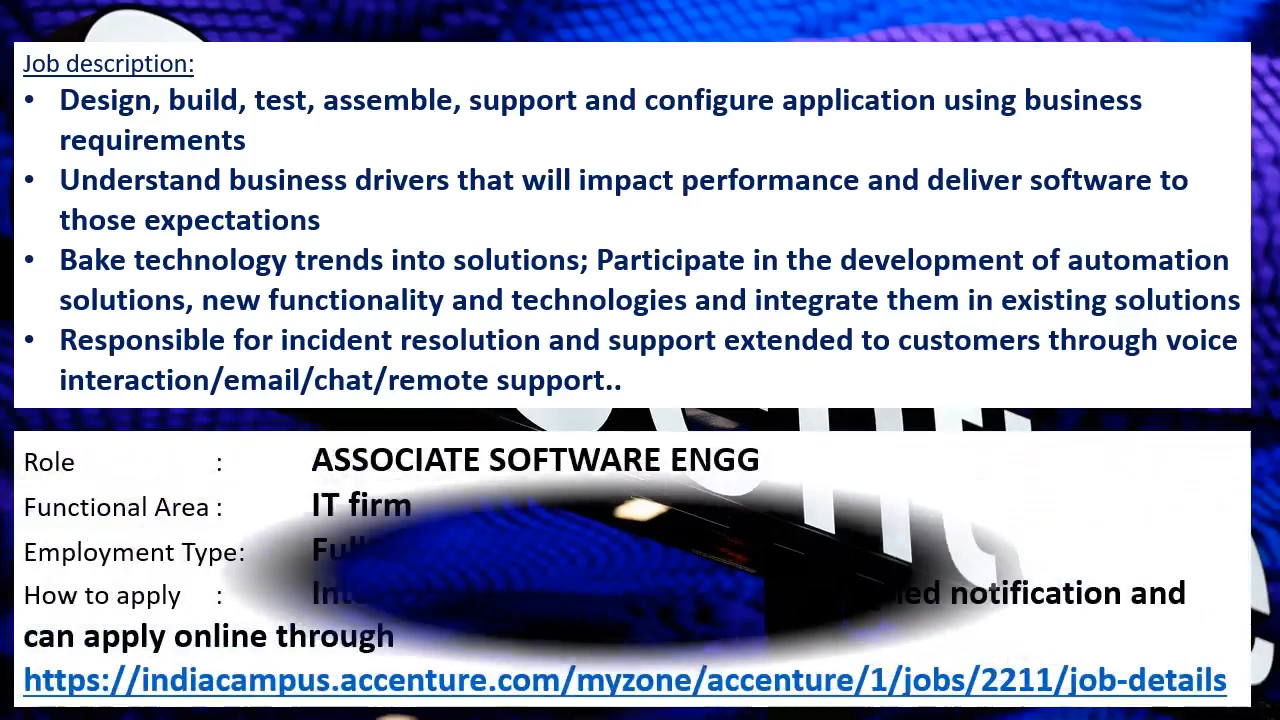 Job description:
• Design, build, test, assemble, support and configure application using business
requirements
• Understand business drivers that will impact performance and deliver software to
those expectations
• Bake technology trends into solutions; Participate in the development of automation
solutions, new functionality and technologies and integrate them in existing solutions
• Responsible for incident resolution and support extended to customers through voice
interaction/email/chat/remote support..
Role : ASSOCIATE SOFTWARE ENGG
Functional Area : IT firm
Employment Type:
How to apply : notification and
can apply online through
https://indiacampus.accenture.com/myzone/accenture/1/jobs/2211/job-details